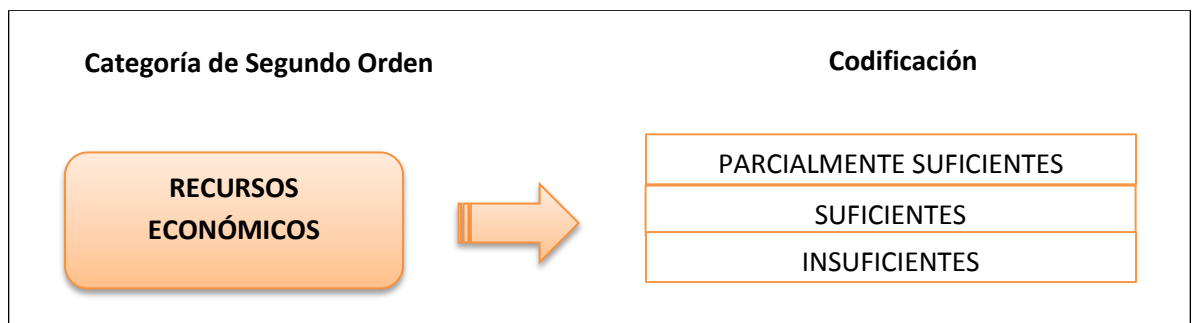 Categoría de Segundo Orden
Codificación
RECURSOS
ECONÓMICOS
PARCIALMENTE SUFICIENTES
SUFICIENTES
INSUFICIENTES